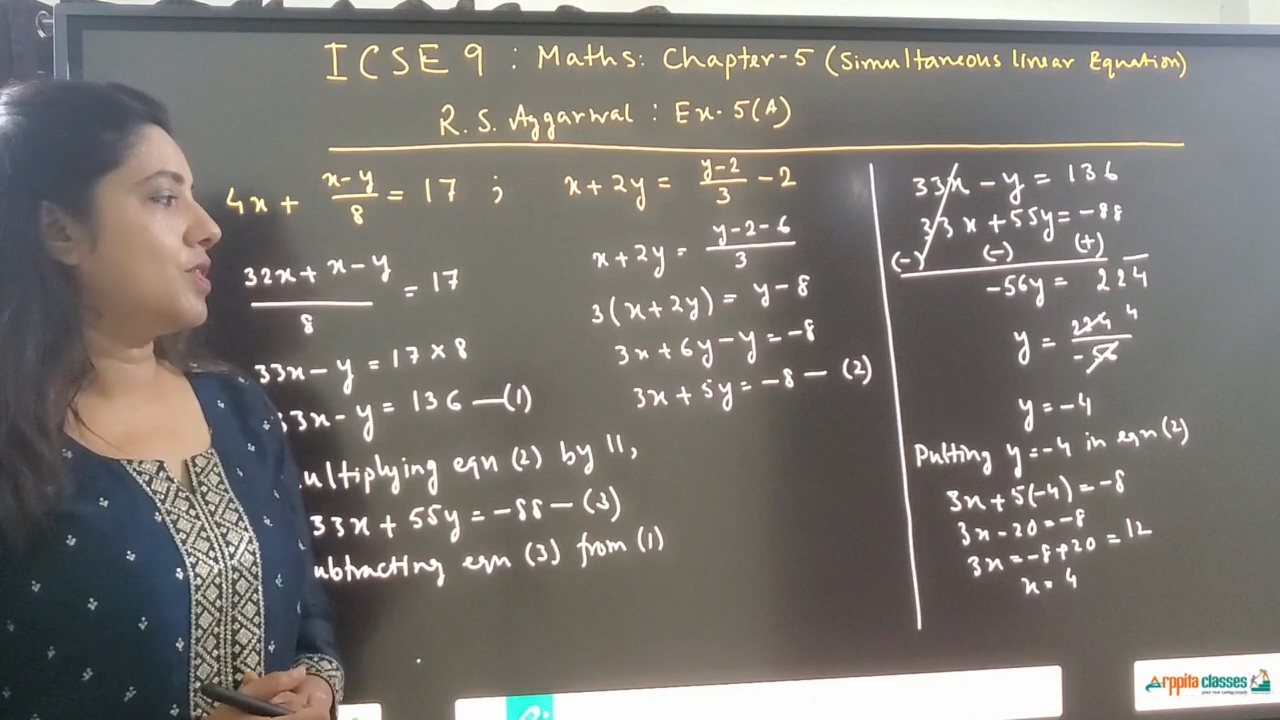 ICSE 9 : Maths: Chapter-5 (Simultaneous linear Equation)
R. S. Aggarwal : Ex. 5(A)
4x + (x-y)/8 = 17 ; x + 2y = (y-2)/3 - 2
(32x + x - y)/8 = 17
33x - y = 17 × 8
33x - y = 136 —(1)
x + 2y = (y-2-6)/3
3(x + 2y) = y - 8
3x + 6y - y = -8
3x + 5y = -8 — (2)
ultiplying eqn (2) by 11,
33x + 55y = -88 — (3)
ubtracting eqn (3) from (1)
33x - y = 136
33x + 55y = -88
(-) (-) (+)
-56y = 224
y = 224/-56 4
y = -4
Putting y = -4 in eqn (2)
3x + 5(-4) = -8
3x - 20 = -8
3x = -8 + 20 = 12
x = 4
Arppita classes